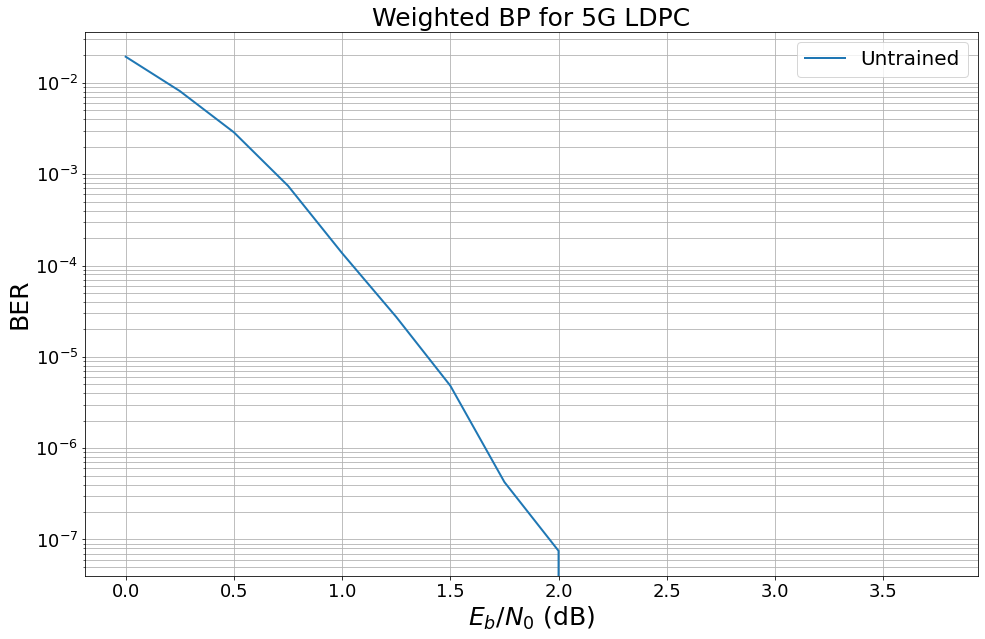 Weighted BP for 5G LDPC
Untrained
10⁻²
10⁻³
10⁻⁴
10⁻⁵
10⁻⁶
10⁻⁷
BER
0.0 0.5 1.0 1.5 2.0 2.5 3.0 3.5
E_b/N_0 (dB)